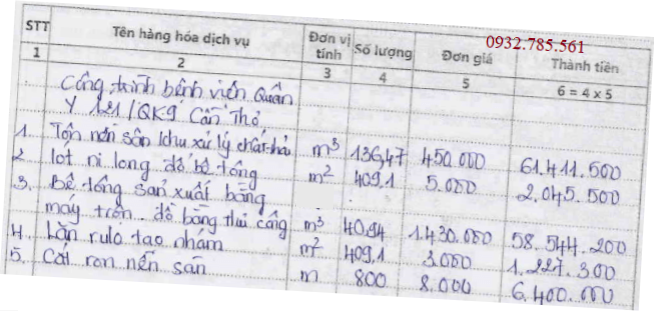 0932.785.561
STT Tên hàng hóa dịch vụ Đơn vị tính Số lượng Đơn giá Thành tiền
1 2 3 4 5 6 = 4 x 5
Công trình bệnh viện Quân
Y 121/QK9 Cần Thơ
1. Tôn nền sân khu xử lý chất thải m³ 136,47 450.000 61.411.500
2. lót ni long đổ bê tông m² 409,1 5.000 2.045.500
3. Bê tông sản xuất bằng
máy trộn. đổ bằng thủ công m³ 40,94 1.430.000 58.544.200
4. Lăn rulo tạo nhám m² 409,1 3.000 1.227.300
5. Cắt ron nền sân m 800 8.000 6.400.000